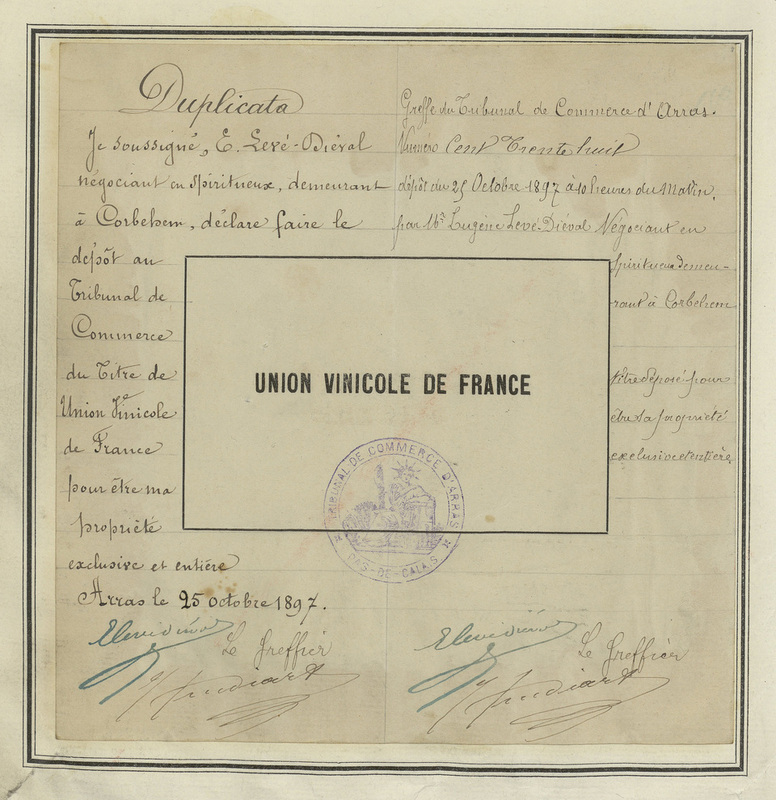 Duplicata
Je soussigné, E. Levé-Diéval
négociant en spiritueux, demeurant
à Corbehem, déclare faire le
dépôt au
Tribunal de
Commerce
du Titre de
Union Vinicole
de France
pour être ma
propriété
exclusive et entière
Arras le 25 octobre 1897.
Le Greffier
Greffe du Tribunal de Commerce d'Arras.
Numéro Cent Trente huit
dépôt du 25 Octobre 1897 à 10 heures du Matin,
par Mr. Eugène Levé-Diéval Négociant en
spiritueux demeu-
rant à Corbehem
titre déposé pour
être sa propriété
exclusive et entière
Le Greffier
UNION VINICOLE DE FRANCE
TRIBUNAL DE COMMERCE D'ARRAS
PAS-DE-CALAIS